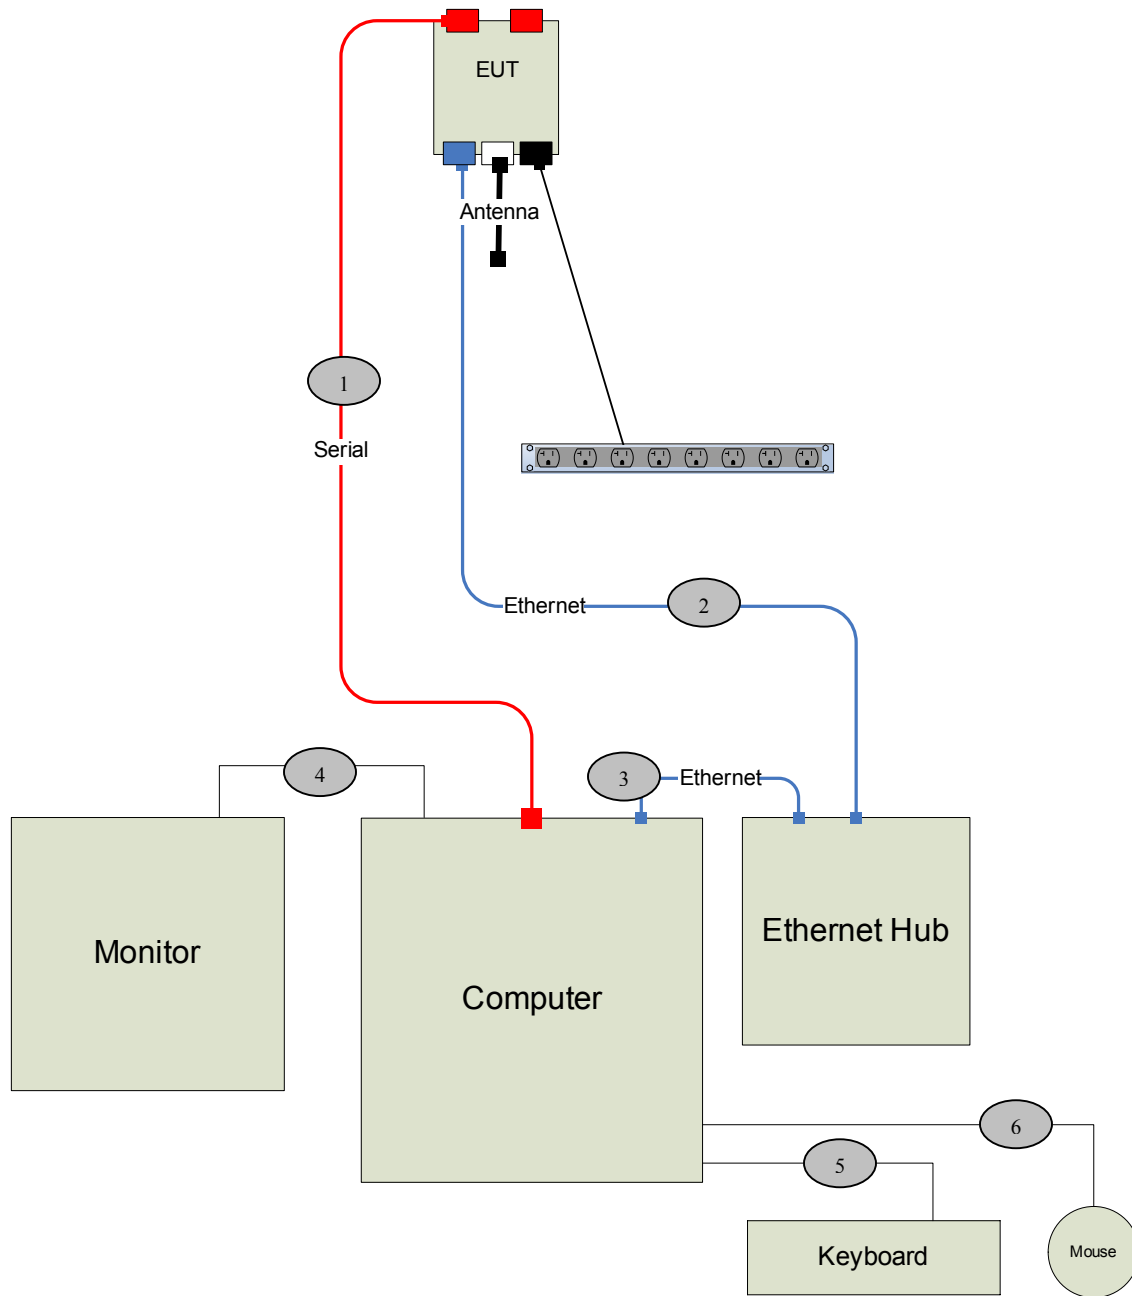 EUT
Antenna
1
Serial
Ethernet
2
4
3
Ethernet
Monitor
Computer
Ethernet Hub
6
5
Keyboard
Mouse